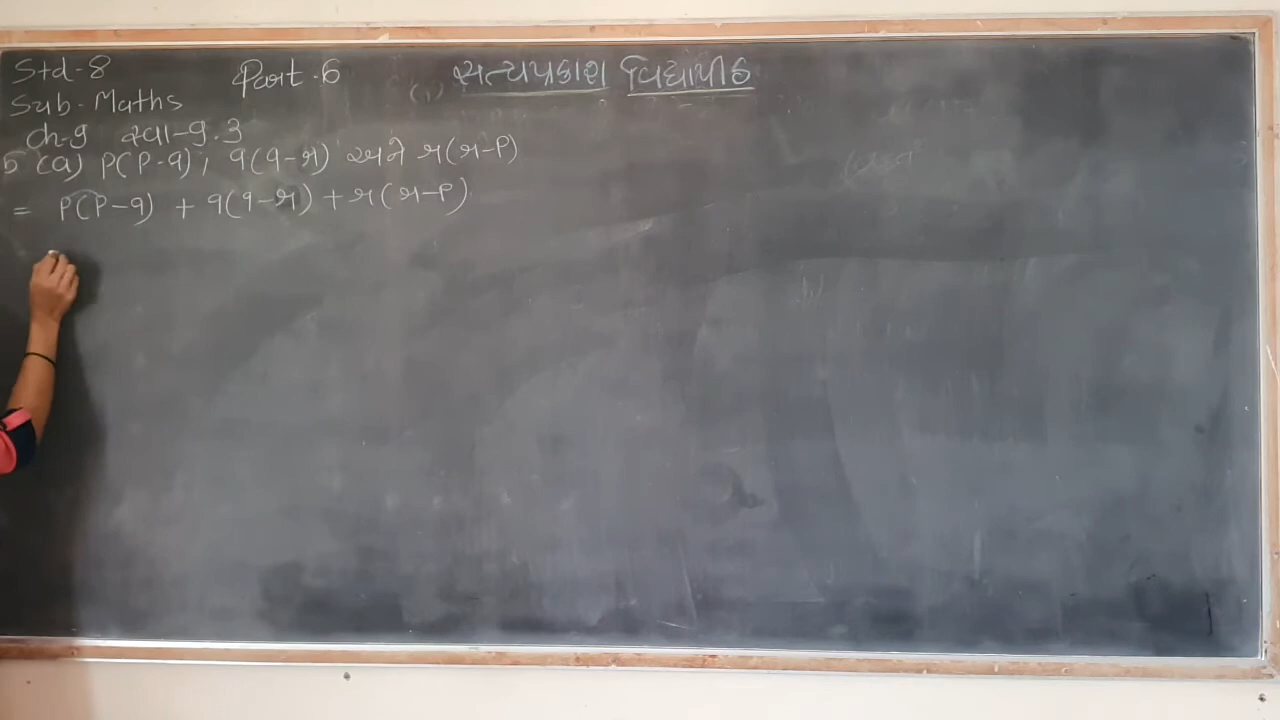 Std-8 Part-6 સત્યપ્રકાશ વિદ્યાપીઠ
Sub-Maths
ch-9 સ્વા-9.3
5 (a) P(P-q), q(q-r) અને r(r-P)
= P(P-q) + q(q-r) + r(r-P)